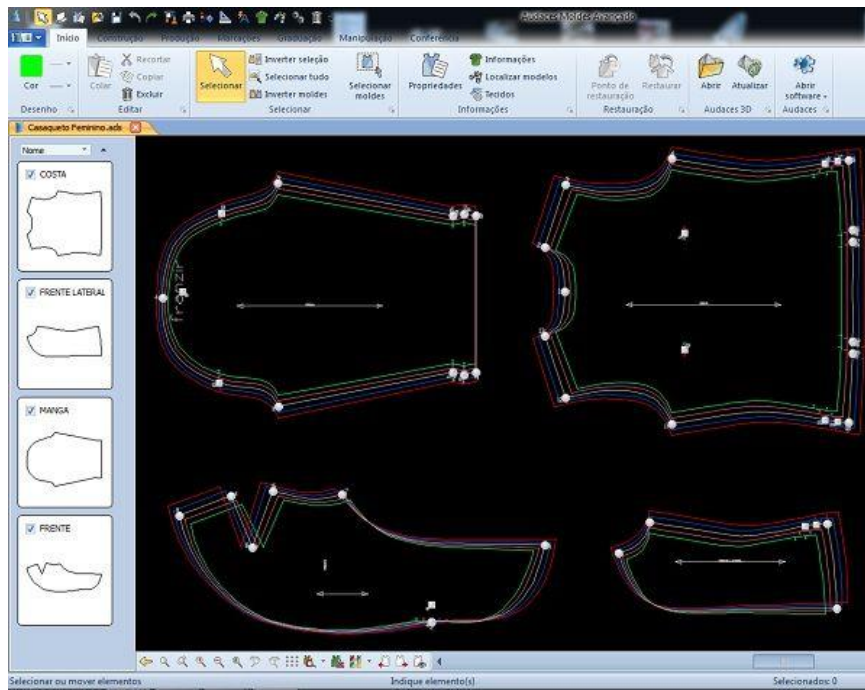 Audaces Moldes Avançado
Início Construção Produção Marcações Graduação Manipulação Conferência
Cor
Desenho
Colar
Recortar
Copiar
Excluir
Editar
Selecionar
Inverter seleção
Selecionar tudo
Inverter moldes
Selecionar moldes
Selecionar
Propriedades
Informações
Localizar modelos
Tecidos
Informações
Ponto de restauração
Restaurar
Restauração
Abrir
Atualizar
Audaces 3D
Abrir software
Audaces
Casaqueto Feminino.ads
Nome
COSTA
FRENTE LATERAL
MANGA
FRENTE
franzir
Selecionar ou mover elementos
Indique elemento(s)
Selecionados: 0